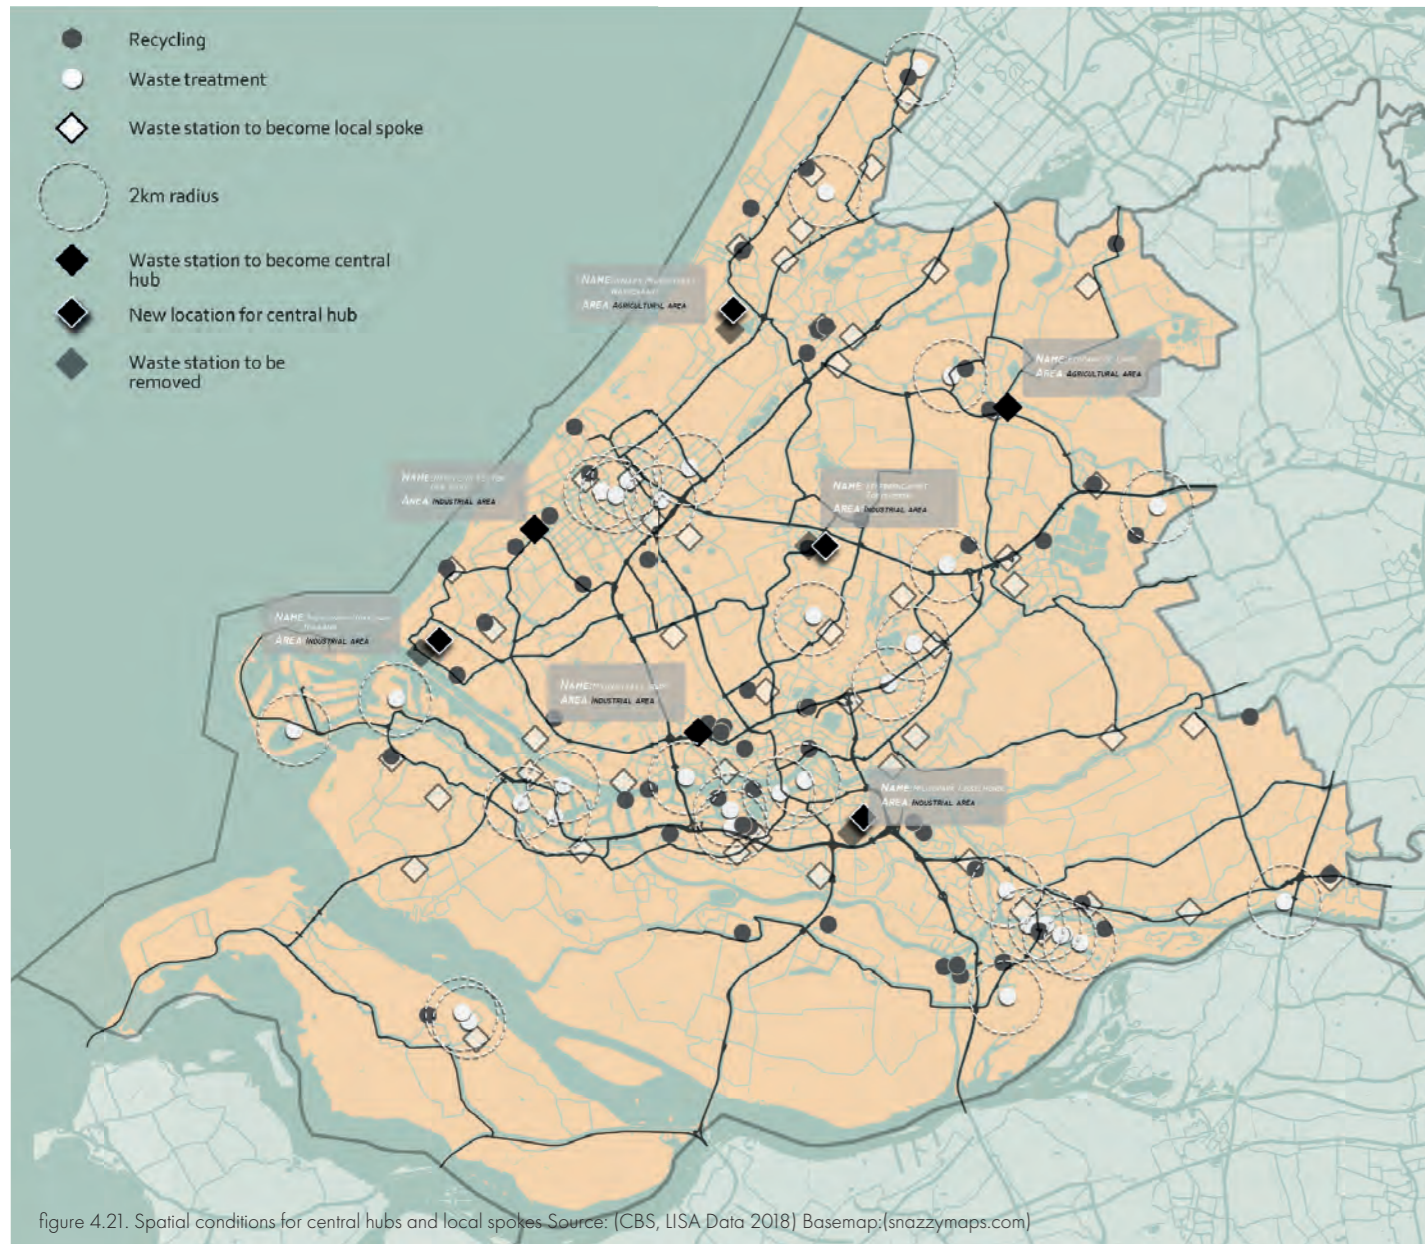 Recycling
Waste treatment
Waste station to become local spoke
2km radius
Waste station to become central
hub
New location for central hub
Waste station to be
removed
NAME:
AREA: AGRICULTURAL AREA
NAME:
AREA: AGRICULTURAL AREA
NAME:
AREA: INDUSTRIAL AREA
NAME:
AREA: INDUSTRIAL AREA
NAME:
AREA: INDUSTRIAL AREA
NAME:
AREA: INDUSTRIAL AREA
NAME:
AREA: INDUSTRIAL AREA
figure 4.21. Spatial conditions for central hubs and local spokes Source: (CBS, LISA Data 2018) Basemap:(snazzymaps.com)